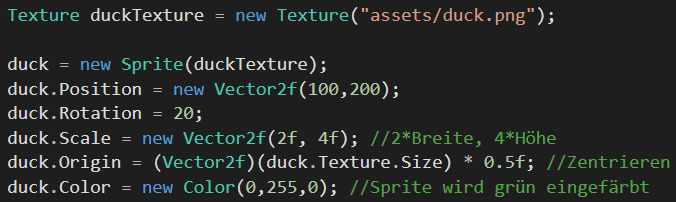 Texture duckTexture = new Texture("assets/duck.png");
duck = new Sprite(duckTexture);
duck.Position = new Vector2f(100,200);
duck.Rotation = 20;
duck.Scale = new Vector2f(2f, 4f); //2*Breite, 4*Höhe
duck.Origin = (Vector2f)(duck.Texture.Size) * 0.5f; //Zentrieren
duck.Color = new Color(0,255,0); //Sprite wird grün eingefärbt